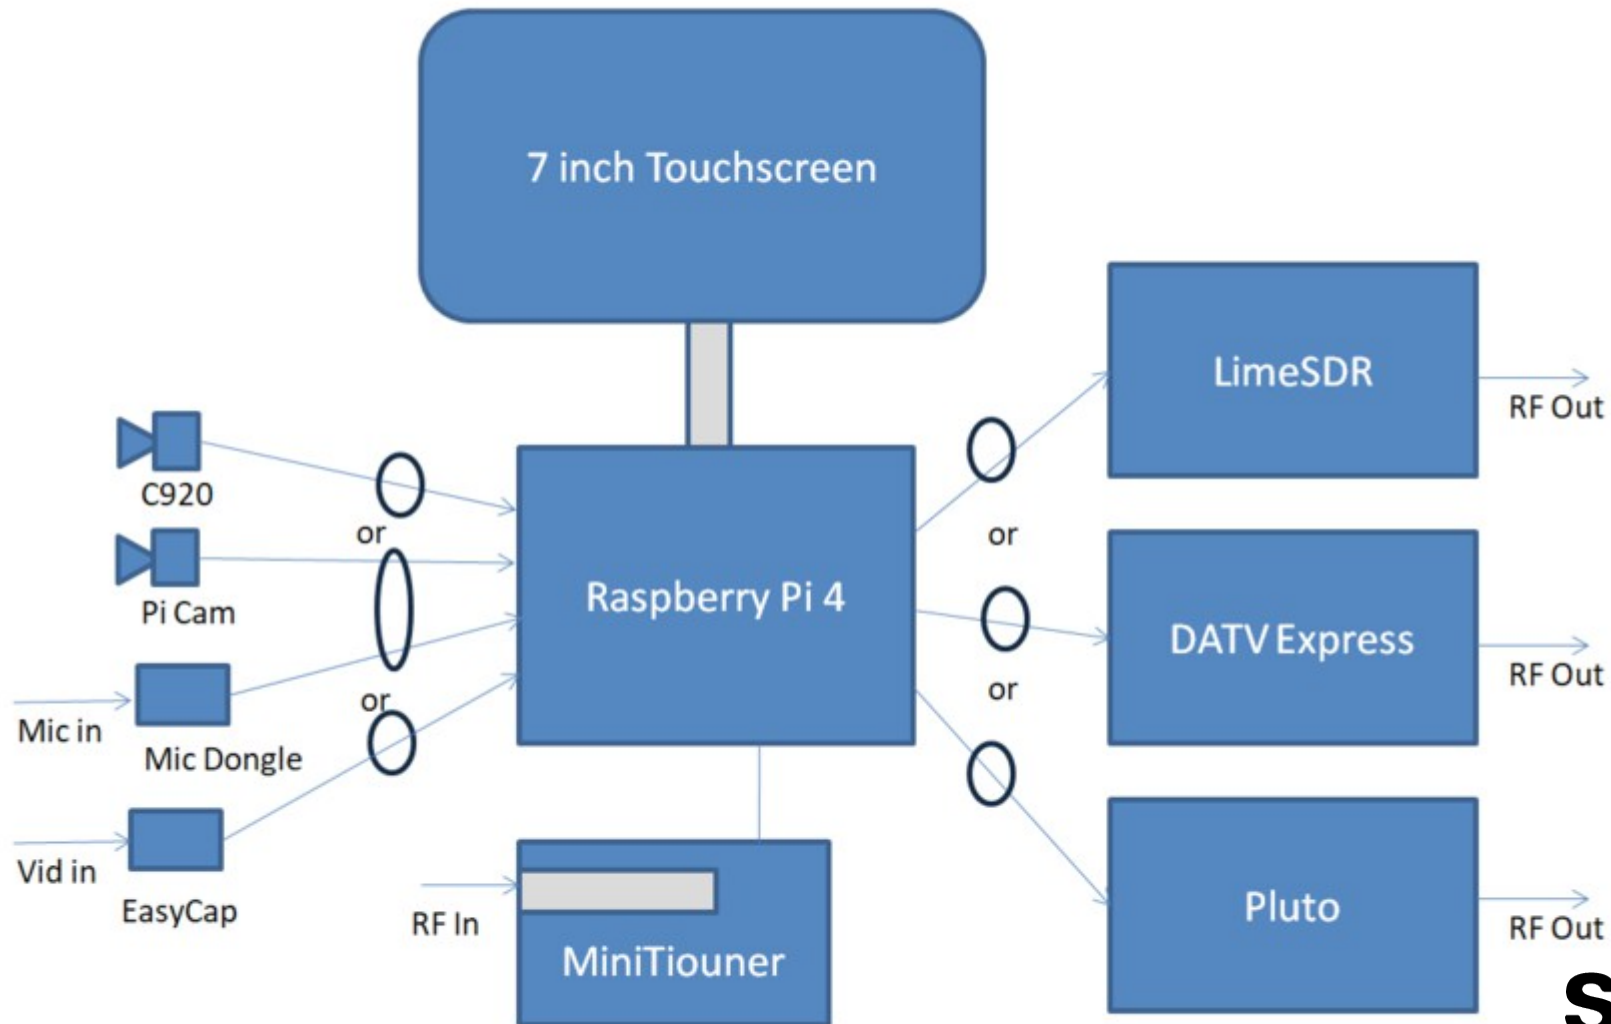 7 inch Touchscreen
LimeSDR
RF Out
C920
or
or
Pi Cam
Raspberry Pi 4
DATV Express
RF Out
or
or
Mic in
Mic Dongle
Vid in
EasyCap
RF In
MiniTiouner
Pluto
RF Out